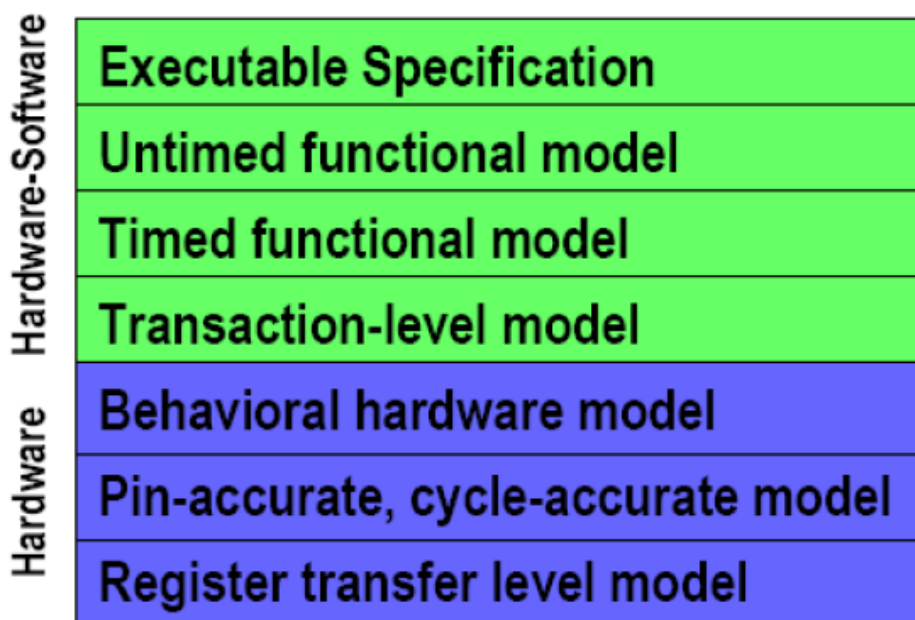 Hardware-Software
Executable Specification
Untimed functional model
Timed functional model
Transaction-level model
Hardware
Behavioral hardware model
Pin-accurate, cycle-accurate model
Register transfer level model